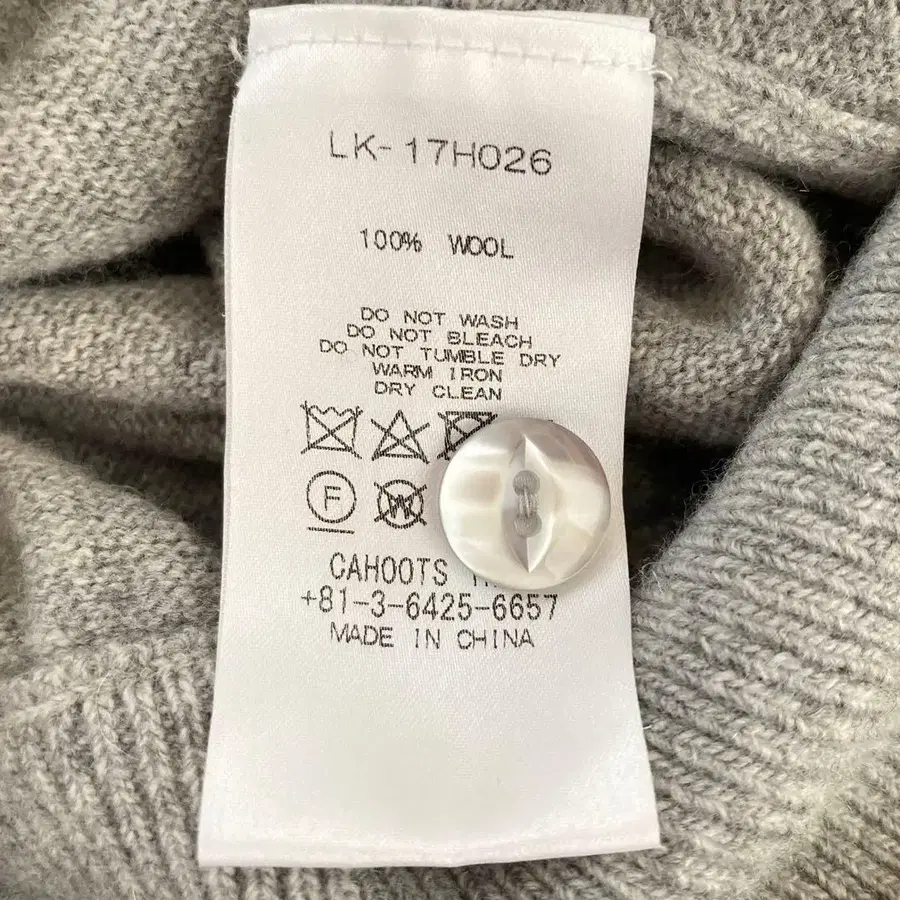 LK-17H026
100% WOOL
DO NOT WASH
DO NOT BLEACH
DO NOT TUMBLE DRY
WARM IRON
DRY CLEAN
F
W
CAHOOTS
+81-3-6425-6657
MADE IN CHINA